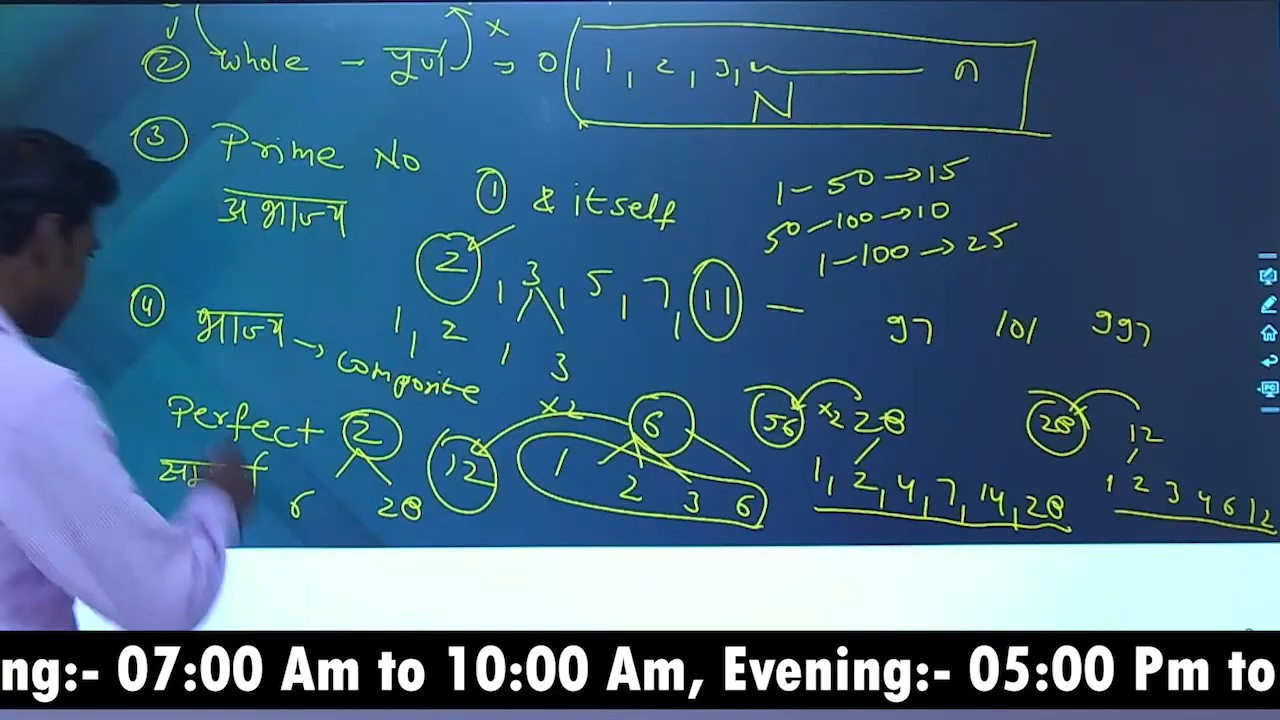 ② whole - पूर्ण → 0, 1, 2, 3, n
N
③ Prime No
अभाज्य
① & itself
1-50→15
50-100→10
1-100→25
2, 3, 5, 7, 11 - 97 101 997
1 3
④ भाज्य → composite
1, 2
Perfect 2
6 28
12 ×2 6
1 2 3 6
56 ×2 28
1, 2, 4, 7, 14, 28
28 12
1 2 3 4 6 12
ng:- 07:00 Am to 10:00 Am, Evening:- 05:00 Pm to